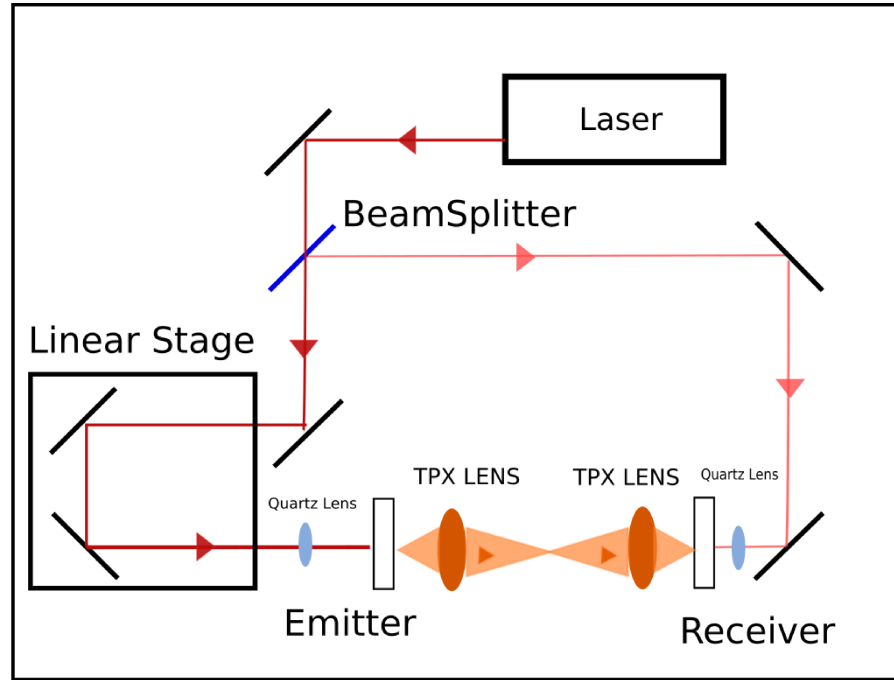 Laser
BeamSplitter
Linear Stage
Quartz Lens
TPX LENS
TPX LENS
Quartz Lens
Emitter
Receiver